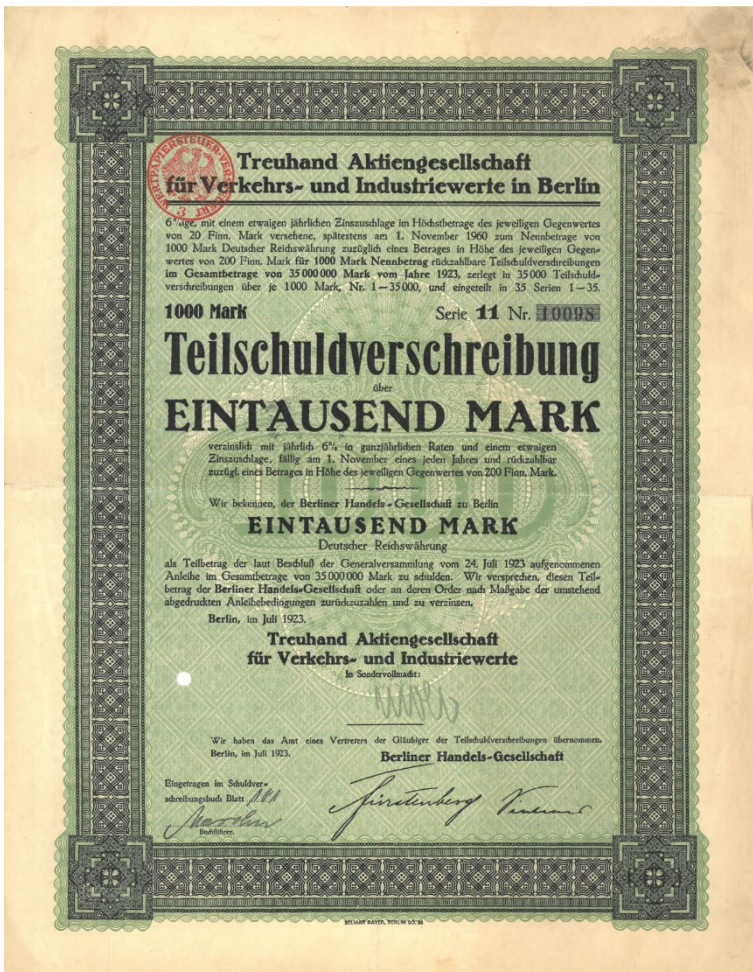 WERTPAPIERSTEUER VERSTEUERT 3
Treuhand Aktiengesellschaft
für Verkehrs- und Industriewerte in Berlin
6%ige, mit einem etwaigen jährlichen Zinszuschlage im Höchstbetrage des jeweiligen Gegenwertes
von 20 Finn. Mark versehene, spätestens am 1. November 1960 zum Nennbetrage von
1000 Mark Deutscher Reichswährung zuzüglich eines Betrages in Höhe des jeweiligen Gegen-
wertes von 200 Finn. Mark für 1000 Mark Nennbetrag rückzahlbare Teilschuldverschreibungen
im Gesamtbetrage von 35 000 000 Mark vom Jahre 1923, zerlegt in 35 000 Teilschuld-
verschreibungen über je 1000 Mark, Nr. 1—35 000, und eingeteilt in 35 Serien 1—35.
1000 Mark Serie 11 Nr. 10098
Teilschuldverschreibung
über
EINTAUSEND MARK
verzinslich mit jährlich 6% in ganzjährlichen Raten und einem etwaigen
Zinszuschlage, fällig am 1. November eines jeden Jahres und rückzahlbar
zuzügl. eines Betrages in Höhe des jeweiligen Gegenwertes von 200 Finn. Mark.
Wir bekennen, der Berliner Handels-Gesellschaft zu Berlin
EINTAUSEND MARK
Deutscher Reichswährung
als Teilbetrag der laut Beschluß der Generalversammlung vom 24. Juli 1923 aufgenommenen
Anleihe im Gesamtbetrage von 35 000 000 Mark zu schulden. Wir versprechen, diesen Teil-
betrag der Berliner Handels-Gesellschaft oder an deren Order nach Maßgabe der umstehend
abgedruckten Anleihebedingungen zurückzuzahlen und zu verzinsen.
Berlin, im Juli 1923.
Treuhand Aktiengesellschaft
für Verkehrs- und Industriewerte
In Sondervollmacht:
Wir haben das Amt eines Vertreters der Gläubiger der Teilschuldverschreibungen übernommen.
Berlin, im Juli 1923.
Berliner Handels-Gesellschaft
Eingetragen im Schuldver-
schreibungsbuch Blatt 101
Fürstenberg
Buchführer.